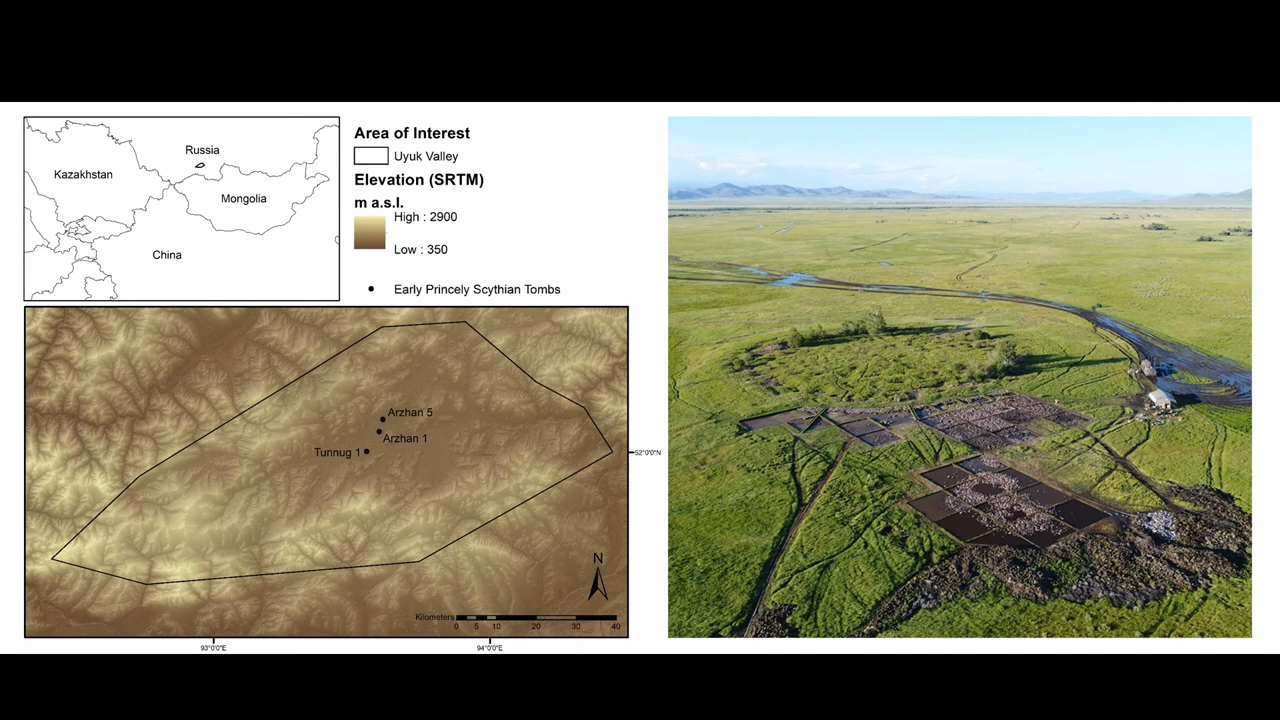 Russia
Kazakhstan
Mongolia
China
Area of Interest
Uyuk Valley
Elevation (SRTM)
m a.s.l.
High : 2900
Low : 350
Early Princely Scythian Tombs
Arzhan 5
Arzhan 1
Tunnug 1
52°0'0"N
N
Kilometers
0 5 10 20 30 40
93°0'0"E
94°0'0"E